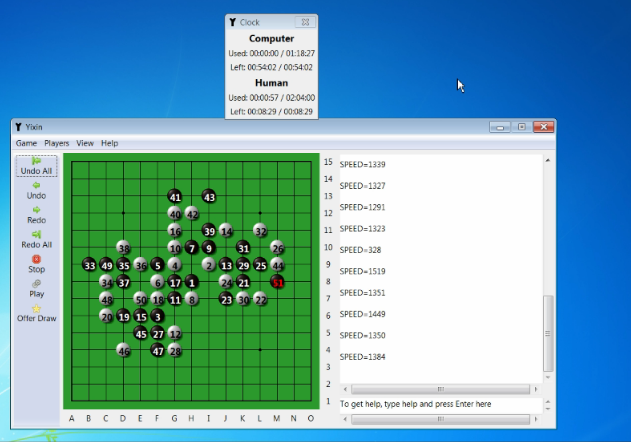 Clock
Computer
Used: 00:00:00 / 01:18:27
Left: 00:54:02 / 00:54:02
Human
Used: 00:00:57 / 02:04:00
Left: 00:08:29 / 00:08:29
Yixin
Game Players View Help
Undo All
Undo
Redo
Redo All
Stop
Play
Offer Draw
15
14
41 43 13
40 42 12
16 39 14 32 11
38 10 7 9 31 26 10
33 49 35 36 5 4 2 13 29 25 44 9
34 37 6 17 1 24 21 51 8
48 50 18 11 8 23 30 22 7
20 19 15 3 6
45 27 12 5
46 47 28 4
3
2
1
A B C D E F G H I J K L M N O
SPEED=1339
SPEED=1327
SPEED=1291
SPEED=1323
SPEED=328
SPEED=1519
SPEED=1351
SPEED=1449
SPEED=1350
SPEED=1384
To get help, type help and press Enter here